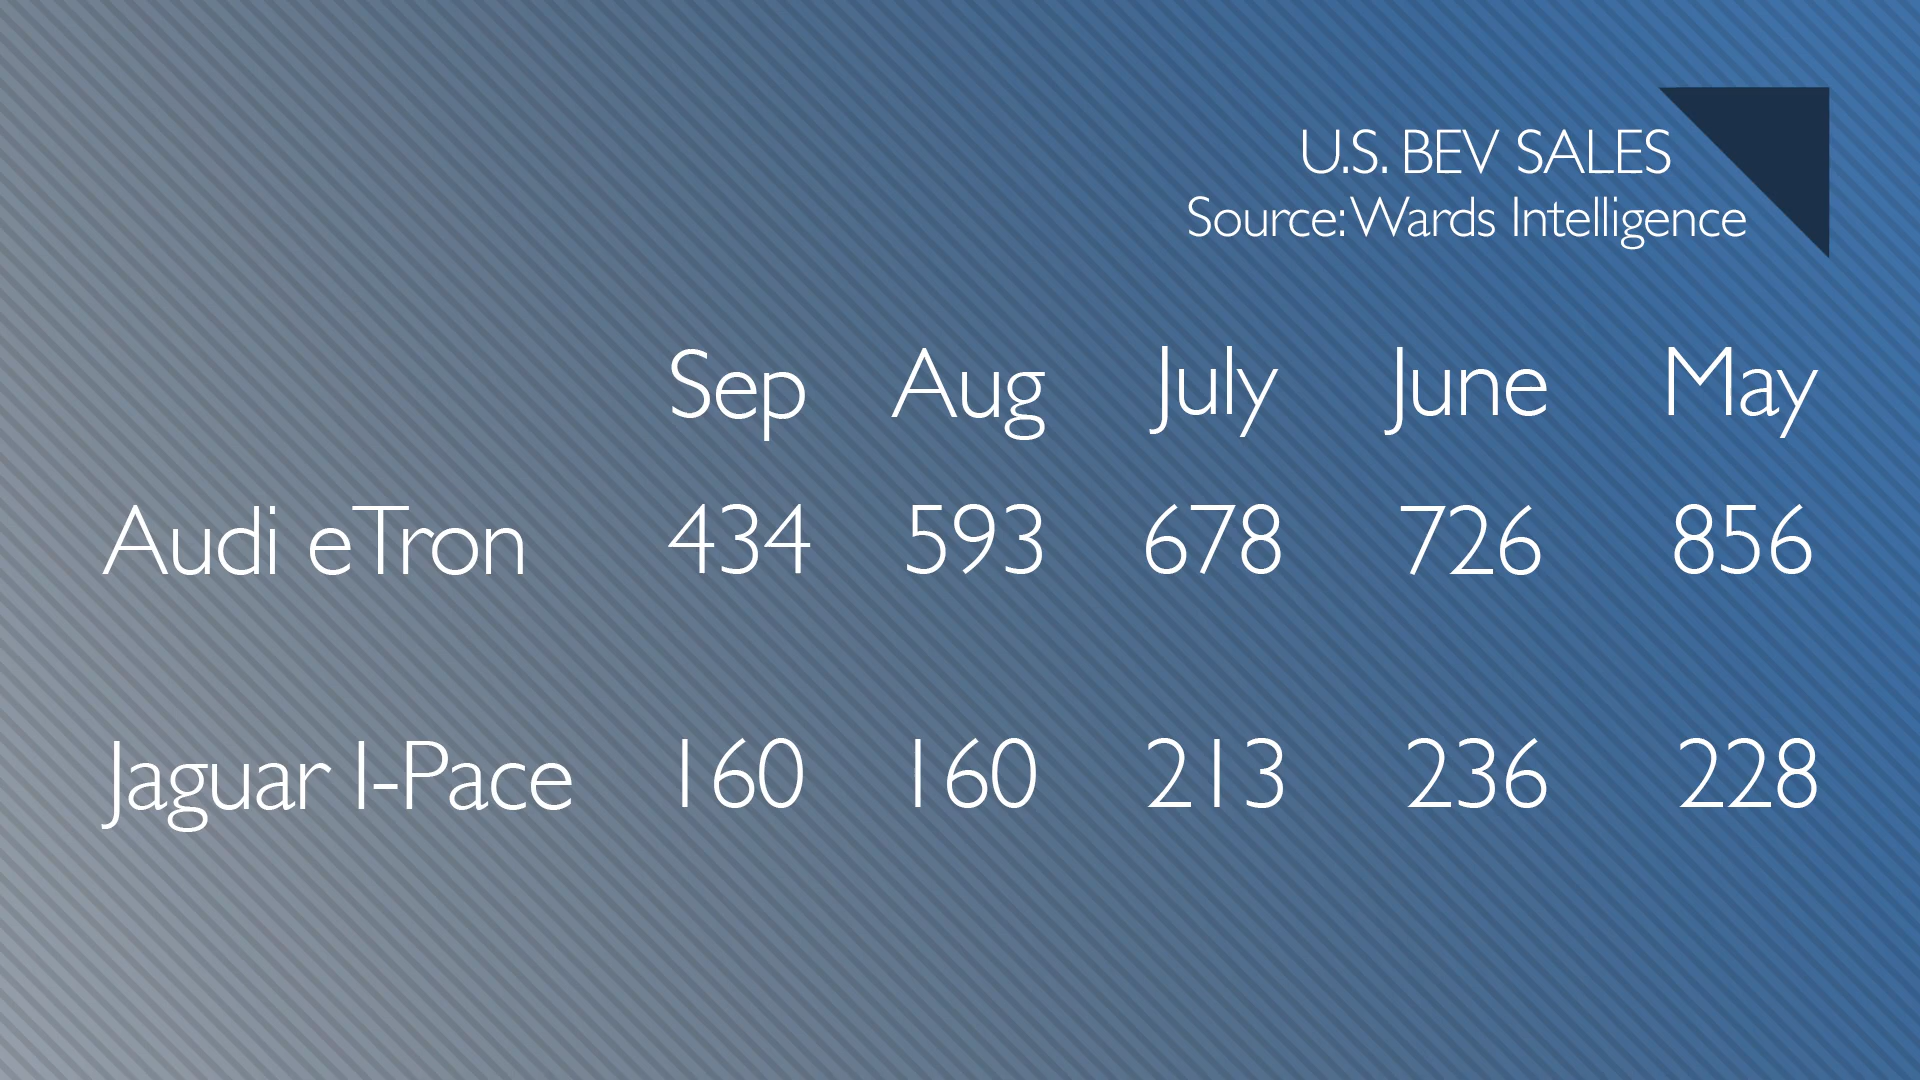 U.S. BEV SALES
Source: Wards Intelligence
Sep Aug July June May
Audi eTron 434 593 678 726 856
Jaguar I-Pace 160 160 213 236 228